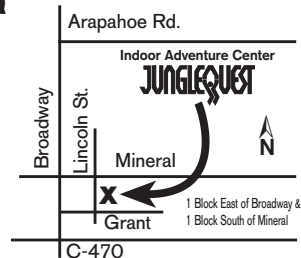 Arapahoe Rd.
Indoor Adventure Center
JUNGLEQUEST
Broadway
Lincoln St.
N
Mineral
X
1 Block East of Broadway &
1 Block South of Mineral
Grant
C-470